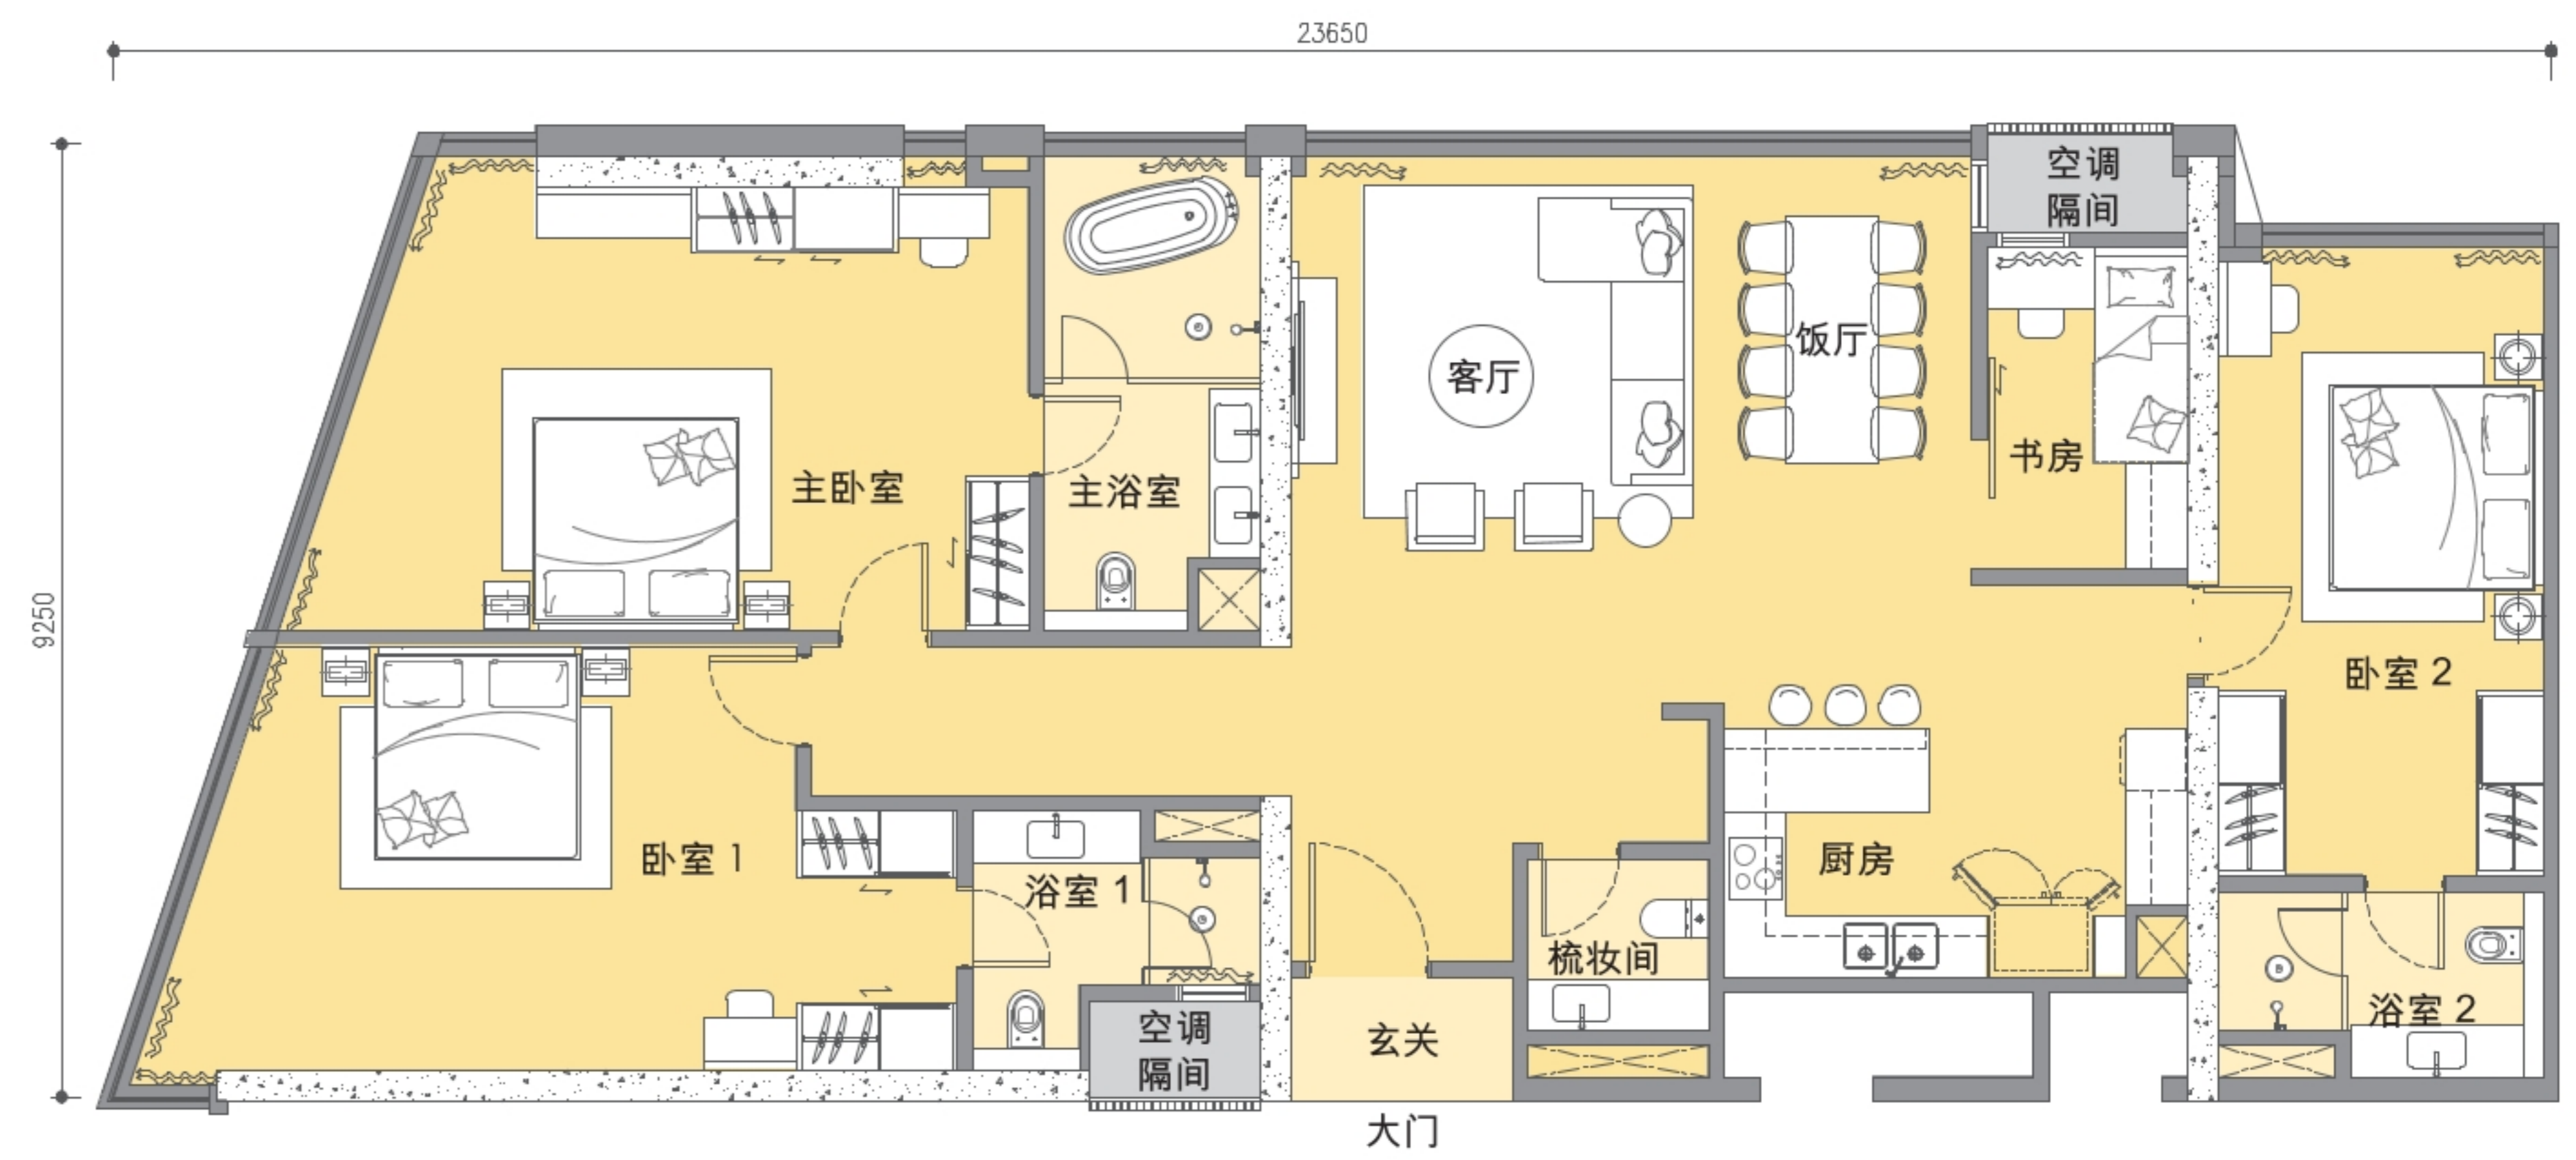 23650
9250
空调
隔间
饭厅
客厅
书房
主卧室
主浴室
卧室 2
卧室 1
浴室 1
厨房
梳妆间
浴室 2
空调
隔间
玄关
大门